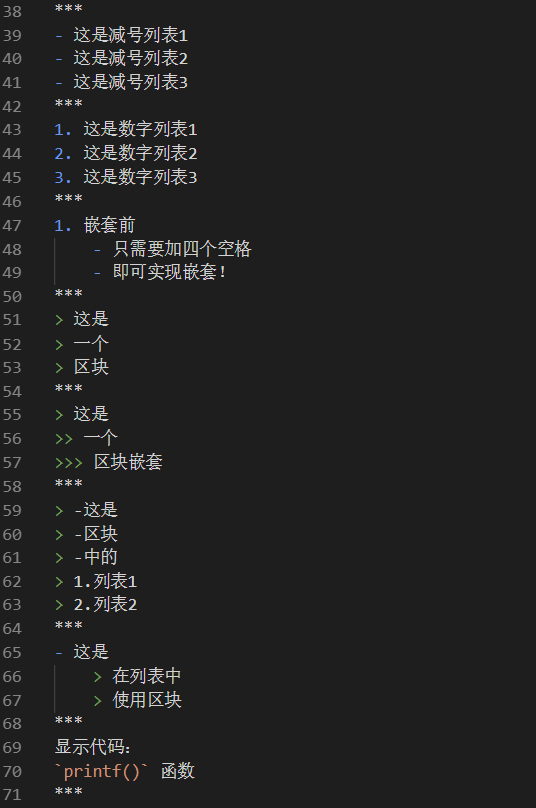 38 ***
39 - 这是减号列表1
40 - 这是减号列表2
41 - 这是减号列表3
42 ***
43 1. 这是数字列表1
44 2. 这是数字列表2
45 3. 这是数字列表3
46 ***
47 1. 嵌套前
48     - 只需要加四个空格
49     - 即可实现嵌套!
50 ***
51 > 这是
52 > 一个
53 > 区块
54 ***
55 > 这是
56 >> 一个
57 >>> 区块嵌套
58 ***
59 > -这是
60 > -区块
61 > -中的
62 > 1.列表1
63 > 2.列表2
64 ***
65 - 这是
66     > 在列表中
67     > 使用区块
68 ***
69 显示代码:
70 `printf()` 函数
71 ***